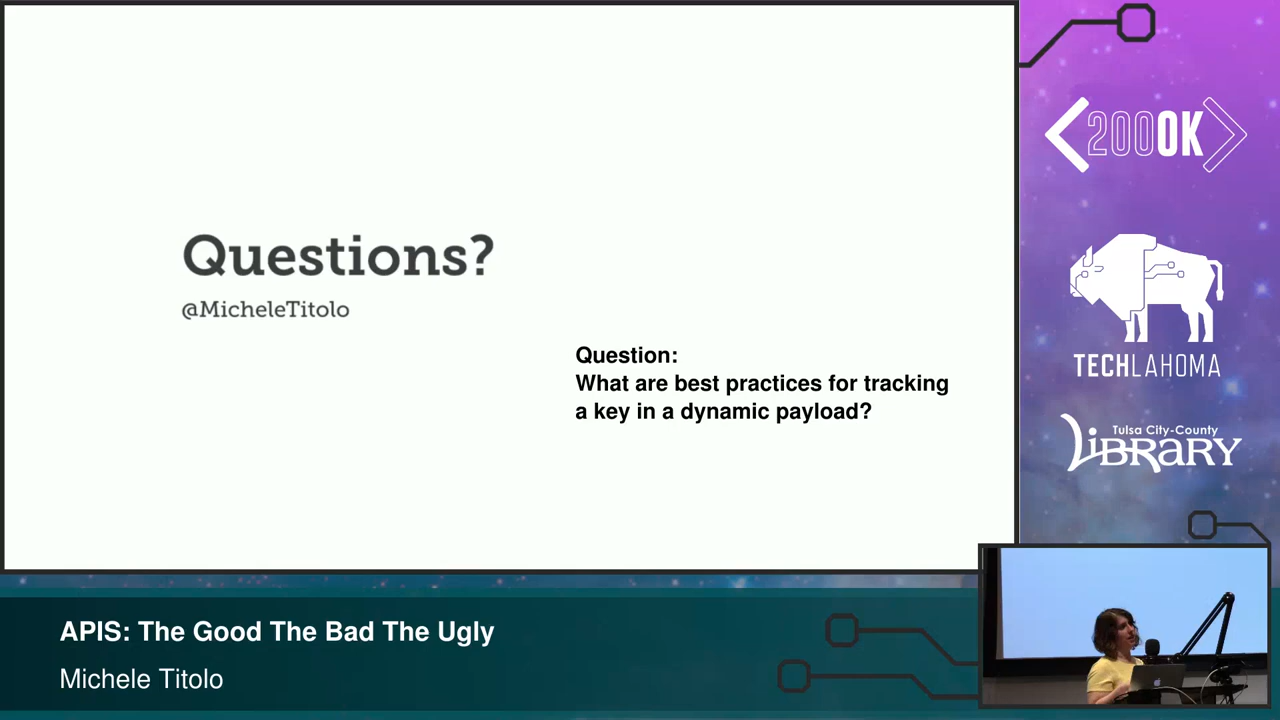 Questions?
@MicheleTitolo
Question:
What are best practices for tracking
a key in a dynamic payload?
<200OK>
TECHLAHOMA
Tulsa City-County
LIBRARY
APIS: The Good The Bad The Ugly
Michele Titolo